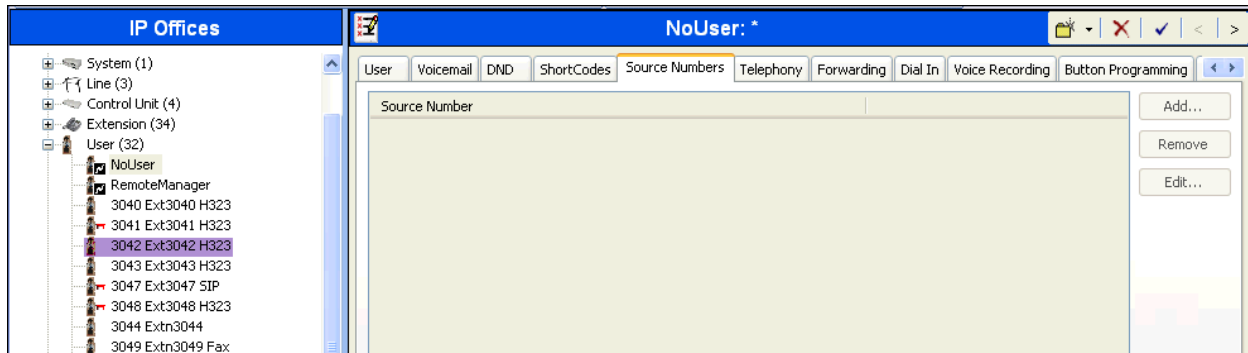 IP Offices
NoUser: *
System (1)
Line (3)
Control Unit (4)
Extension (34)
User (32)
NoUser
RemoteManager
3040 Ext3040 H323
3041 Ext3041 H323
3042 Ext3042 H323
3043 Ext3043 H323
3047 Ext3047 SIP
3048 Ext3048 H323
3044 Extn3044
3049 Extn3049 Fax
User Voicemail DND ShortCodes Source Numbers Telephony Forwarding Dial In Voice Recording Button Programming
Source Number
Add...
Remove
Edit...